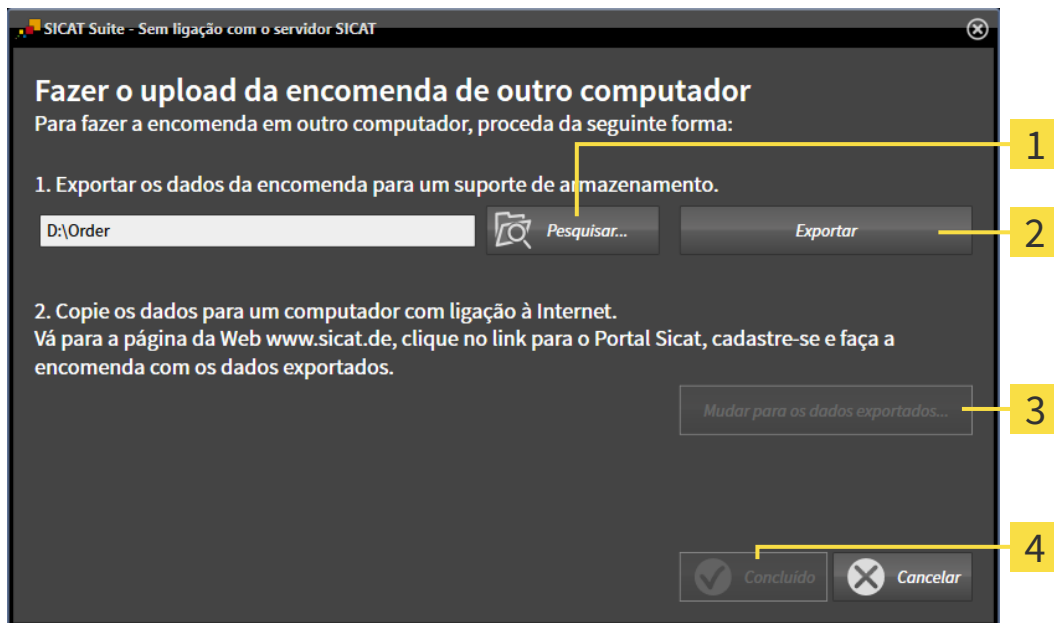 SICAT Suite - Sem ligação com o servidor SICAT
Fazer o upload da encomenda de outro computador
Para fazer a encomenda em outro computador, proceda da seguinte forma:
1
1. Exportar os dados da encomenda para um suporte de armazenamento.
D:\Order
Pesquisar...
Exportar
2
2. Copie os dados para um computador com ligação à Internet.
Vá para a página da Web www.sicat.de, clique no link para o Portal Sicat, cadastre-se e faça a
encomenda com os dados exportados.
Mudar para os dados exportados...
3
4
Concluído
Cancelar